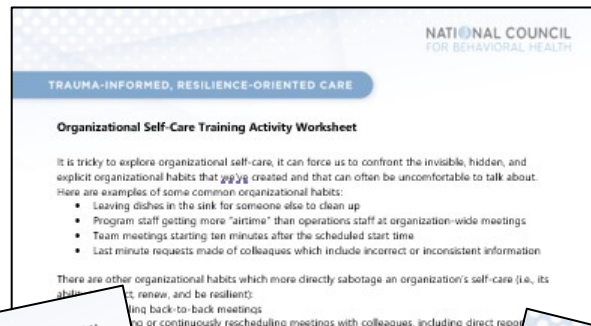 NATIONAL COUNCIL
FOR BEHAVIORAL HEALTH
TRAUMA-INFORMED, RESILIENCE-ORIENTED CARE
Organizational Self-Care Training Activity Worksheet
It is tricky to explore organizational self-care, it can force us to confront the invisible, hidden, and
explicit organizational habits that we've created and that can often be uncomfortable to talk about.
Here are examples of some common organizational habits:
• Leaving dishes in the sink for someone else to clean up
• Program staff getting more "airtime" than operations staff at organization-wide meetings
• Team meetings starting ten minutes after the scheduled start time
• Last minute requests made of colleagues which include incorrect or inconsistent information
There are other organizational habits which more directly sabotage an organization's self-care (i.e., its
renew, and be resilient):
back-to-back meetings
or continuously rescheduling meetings with colleagues, including direct